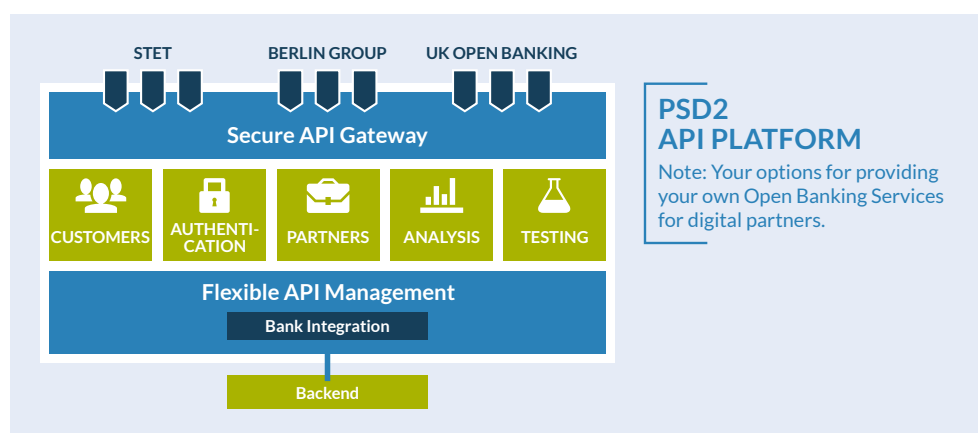 STET
BERLIN GROUP
UK OPEN BANKING
Secure API Gateway
CUSTOMERS
AUTHENTI-
CATION
PARTNERS
ANALYSIS
TESTING
Flexible API Management
Bank Integration
Backend
PSD2
API PLATFORM
Note: Your options for providing
your own Open Banking Services
for digital partners.